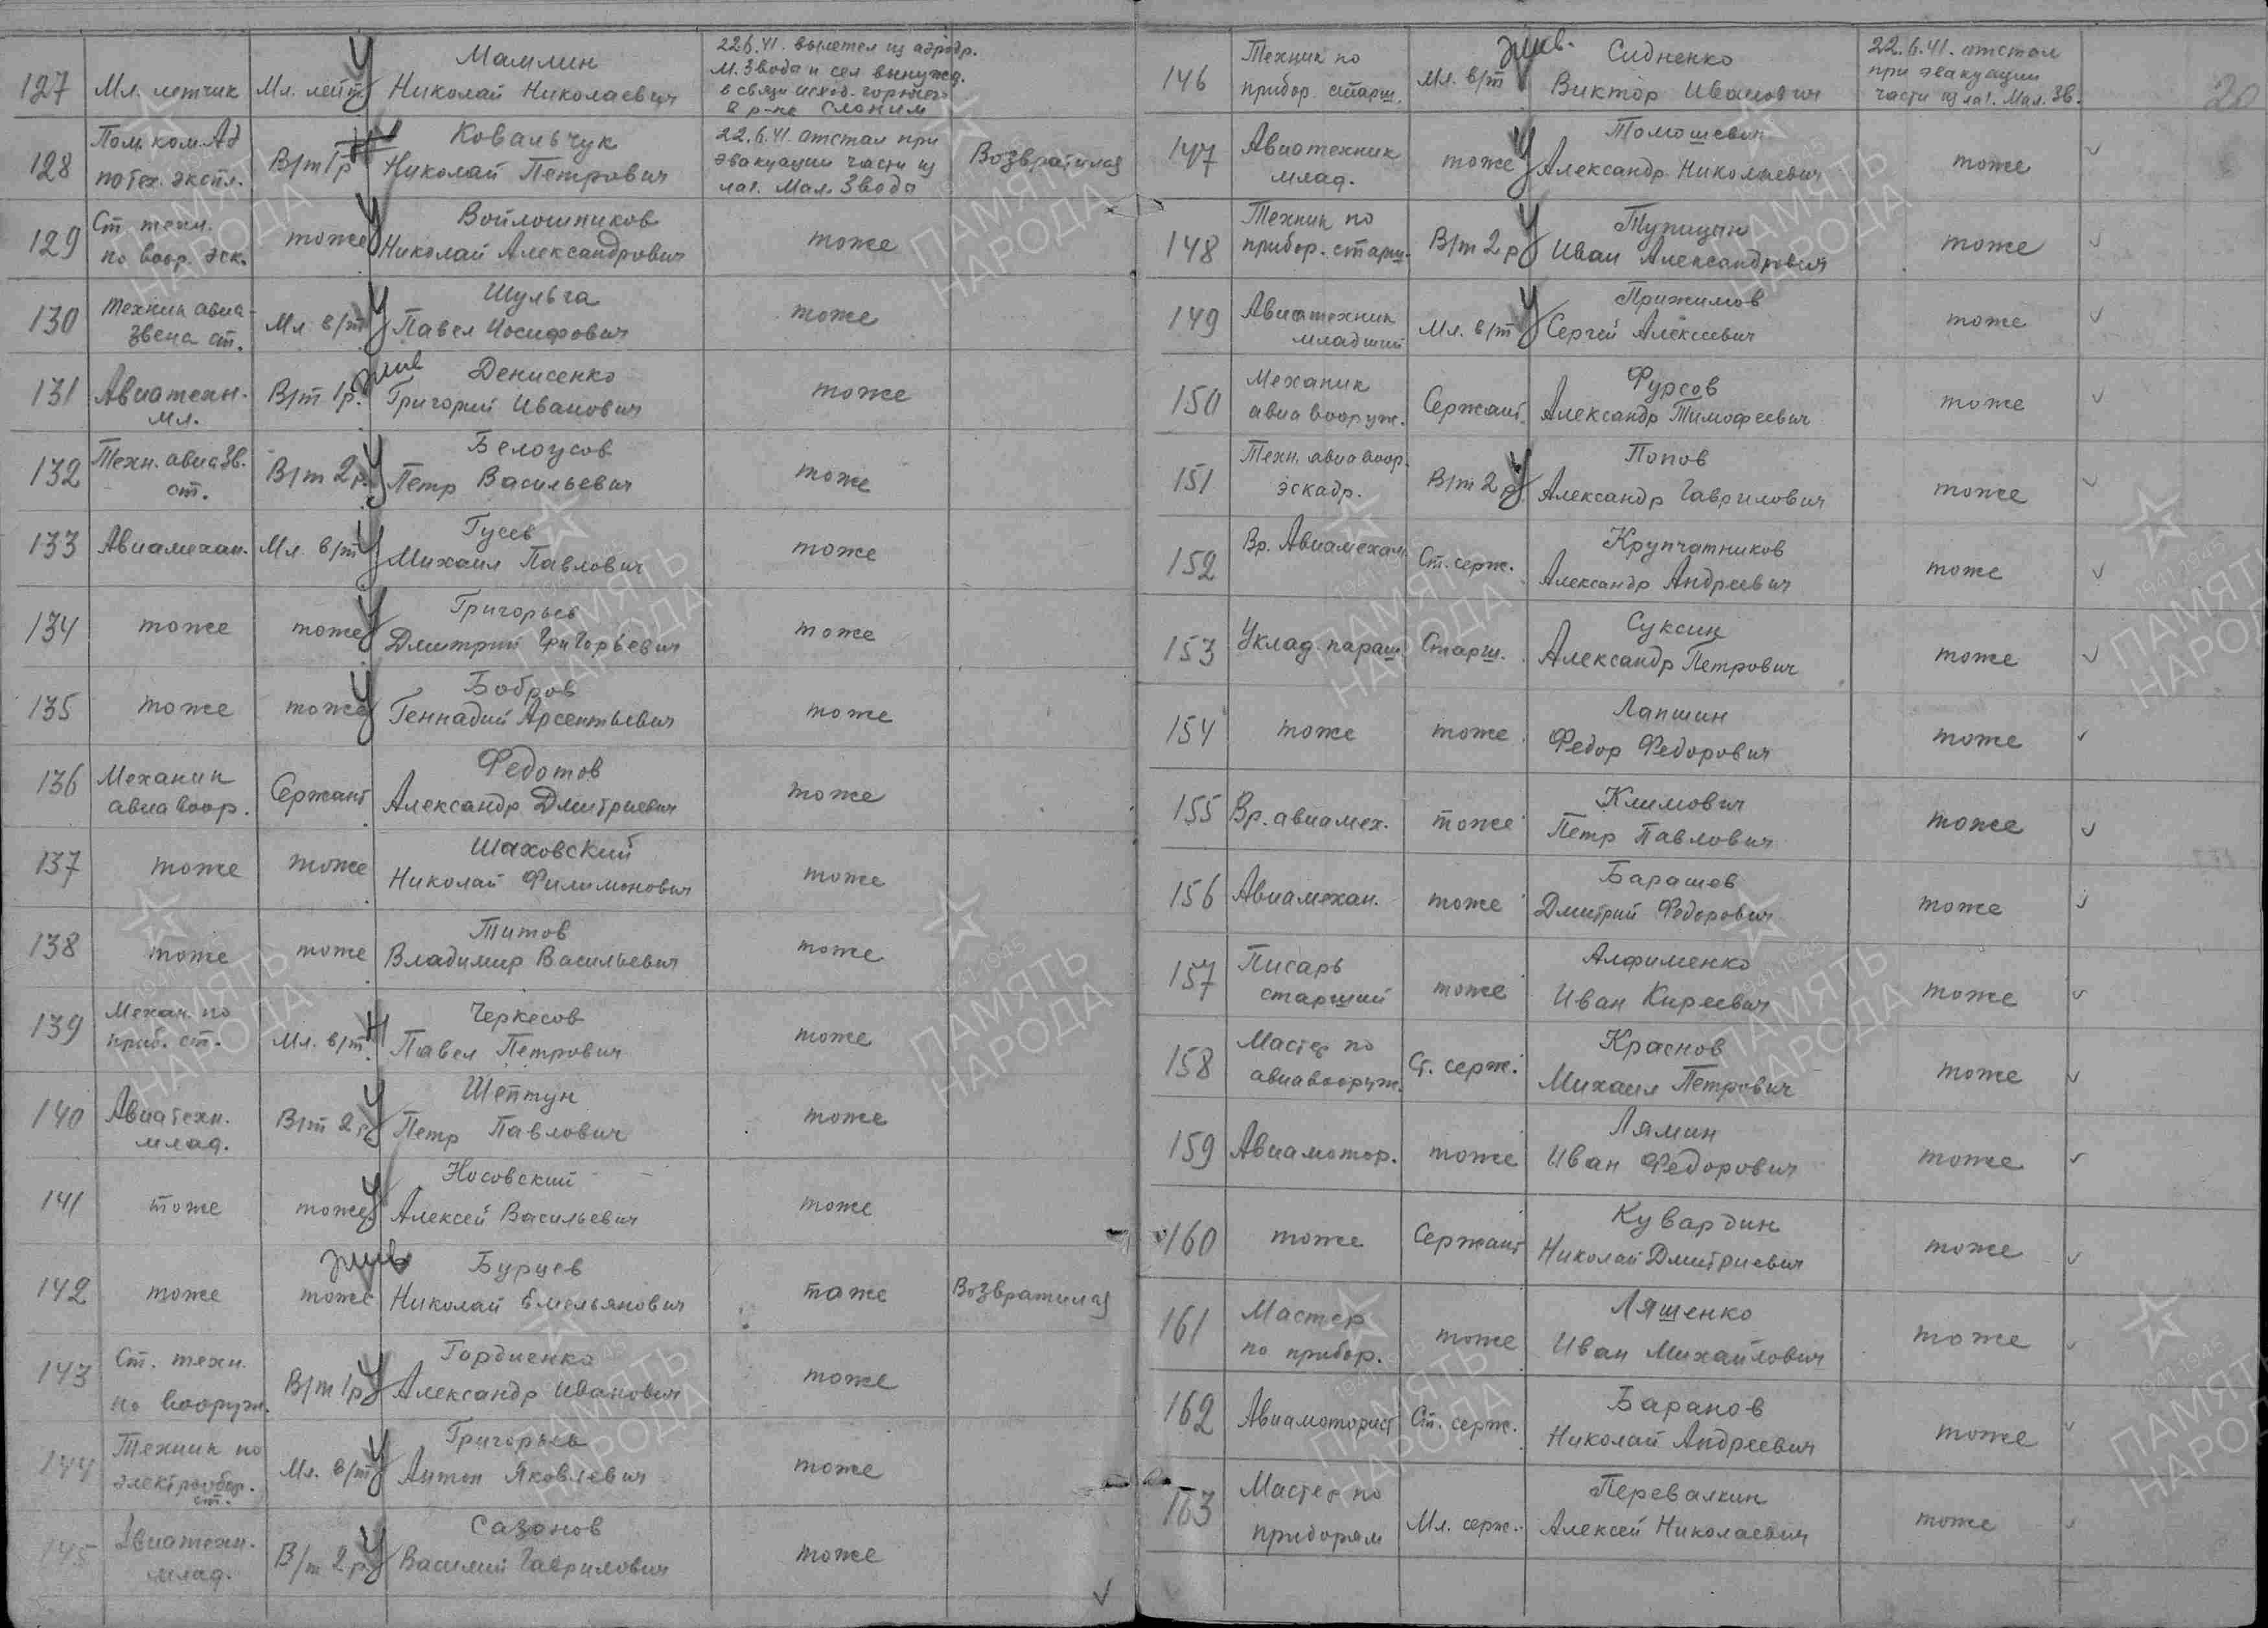 127
Мл. летчик
Мл. лейт.
У
Мамлин
Николай Николаевич
22.6.41. вылетел из аэродр.
М. Звода и сел вынужд.
в связи исход. горючего
в р-не Слоним
128
Пом. ком. АЭ
по тех. экспл.
В/т 1р
Ковальчук
Николай Петрович
22.6.41. отстал при
эвакуации части из
лаг. Мал. Звода
Возвратился
129
Ст. техн.
по воор. эск.
тоже
У
Войлошников
Николай Александрович
тоже
130
Техник авиа-
звена ст.
Мл. в/т
У
Шульга
Павел Иосифович
тоже
131
Авиатехн.
мл.
В/т 1р.
жив
Денисенко
Григорий Иванович
тоже
132
Техн. авиа Зв.
ст.
В/т 2р.
У
Белоусов
Петр Васильевич
тоже
133
Авиамехан.
Мл. в/т
У
Гусев
Михаил Павлович
тоже
134
тоже
тоже
У
Григорьев
Дмитрий Григорьевич
тоже
135
тоже
тоже
У
Бобров
Геннадий Арсентьевич
тоже
136
Механик
авиавоор.
Сержант
Федотов
Александр Дмитриевич
тоже
137
тоже
тоже
Шаховский
Николай Филимонович
тоже
138
тоже
тоже
Титов
Владимир Васильевич
тоже
139
Механ. по
приб. ст.
Мл. в/т.
Н
Черкесов
Павел Петрович
тоже
140
Авиатехн.
млад.
В/т 2р
У
Шептун
Петр Павлович
тоже
141
тоже
тоже
У
Носовский
Алексей Васильевич
тоже
142
тоже
тоже
жив
Бурцев
Николай Емельянович
тоже
Возвратился
143
Ст. техн.
по вооруж.
В/т 1р
У
Гордиенко
Александр Иванович
тоже
144
Техник по
электрообор.
ст.
Мл. в/т
У
Григорьев
Антон Яковлевич
тоже
145
Авиатехн.
млад.
В/т 2р
У
Сазонов
Василий Гаврилович
тоже
20
146
Техник по
прибор. старш.
Мл. в/т
жив.
Сидненко
Виктор Иванович
22.6.41. отстал
при эвакуации
части из лаг. Мал. Зв.
147
Авиатехник
млад.
тоже
У
Томошевич
Александр Николаевич
тоже
148
Техник по
прибор. старш.
В/т 2р
У
Тупицын
Иван Александрович
тоже
149
Авиатехник
младший
Мл. в/т
У
Прижимов
Сергей Алексеевич
тоже
150
Механик
авиавооруж.
Сержант
Фурсов
Александр Тимофеевич
тоже
151
Техн. авиавоор.
эскадр.
В/т 2р
У
Попов
Александр Гаврилович
тоже
152
Вр. Авиамехан.
Ст. серж.
Крупчатников
Александр Андреевич
тоже
153
Уклад. параш.
Старш.
Суксин
Александр Петрович
тоже
154
тоже
тоже
Лапшин
Федор Федорович
тоже
155
Вр. авиамех.
тоже
Климович
Петр Павлович
тоже
156
Авиамехан.
тоже
Барашев
Дмитрий Федорович
тоже
157
Писарь
старший
тоже
Алфименко
Иван Киреевич
тоже
158
Мастер по
авиавооруж.
Ст. серж.
Краснов
Михаил Петрович
тоже
159
Авиамотор.
тоже
Лямин
Иван Федорович
тоже
160
тоже
Сержант
Кувардин
Николай Дмитриевич
тоже
161
Мастер
по прибор.
тоже
Ляшенко
Иван Михайлович
тоже
162
Авиамоторист
Ст. серж.
Баранов
Николай Андреевич
тоже
163
Мастер по
приборам
Мл. серж.
Перевалкин
Алексей Николаевич
тоже
1941-1945
ПАМЯТЬ
НАРОДА